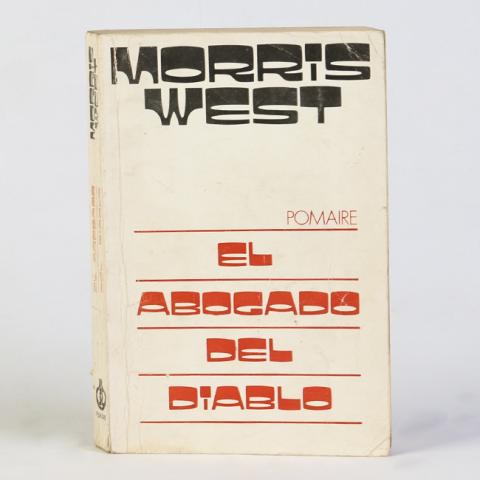 MORRiS
WEST
POMAIRE
EL
ABOGADO
DEL
DiABLO